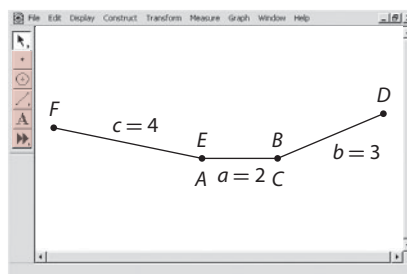 File Edit Display Construct Transform Measure Graph Window Help
A
D
F
c = 4
E B
b = 3
A a = 2 C